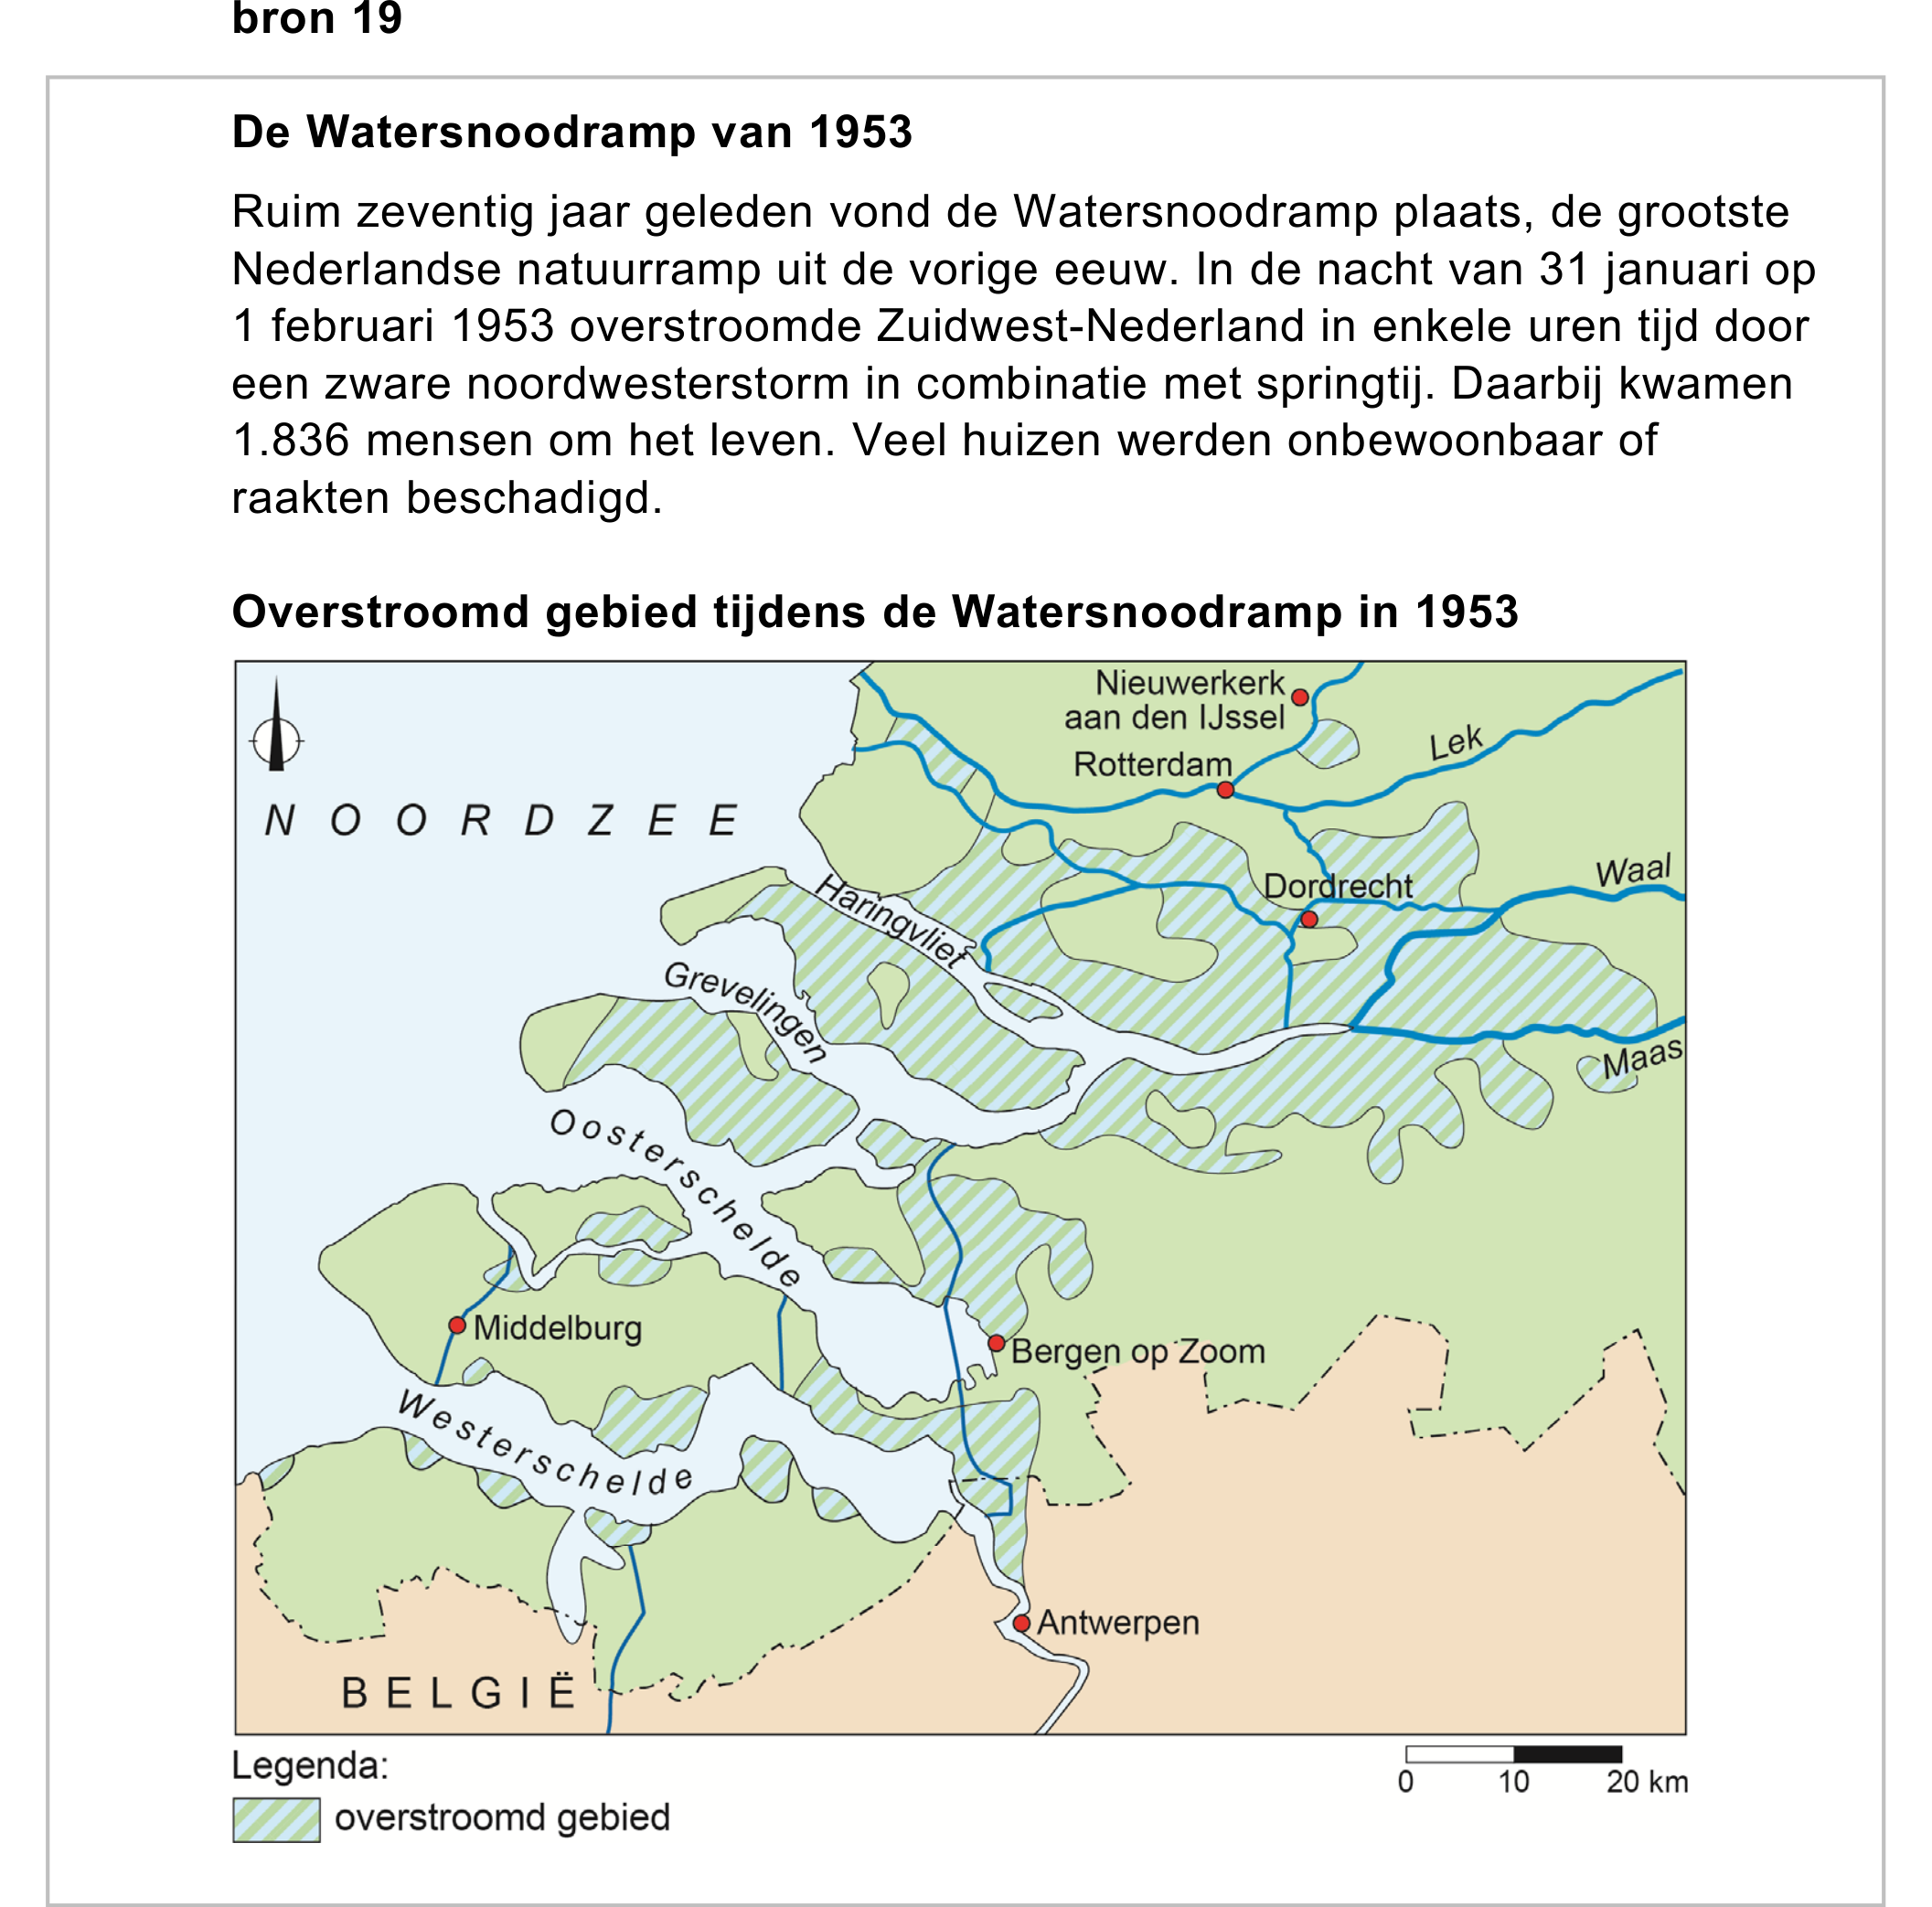 bron 19
De Watersnoodramp van 1953
Ruim zeventig jaar geleden vond de Watersnoodramp plaats, de grootste
Nederlandse natuurramp uit de vorige eeuw. In de nacht van 31 januari op
1 februari 1953 overstroomde Zuidwest-Nederland in enkele uren tijd door
een zware noordwesterstorm in combinatie met springtij. Daarbij kwamen
1.836 mensen om het leven. Veel huizen werden onbewoonbaar of
raakten beschadigd.
Overstroomd gebied tijdens de Watersnoodramp in 1953
Nieuwerkerk
aan den IJssel
Lek
Rotterdam
NOORDZEE
Waal
Dordrecht
Haringvliet
Grevelingen
Maas
Oosterschelde
Middelburg
Bergen op Zoom
Westerschelde
Antwerpen
BELGIË
Legenda:
0 10 20 km
overstroomd gebied